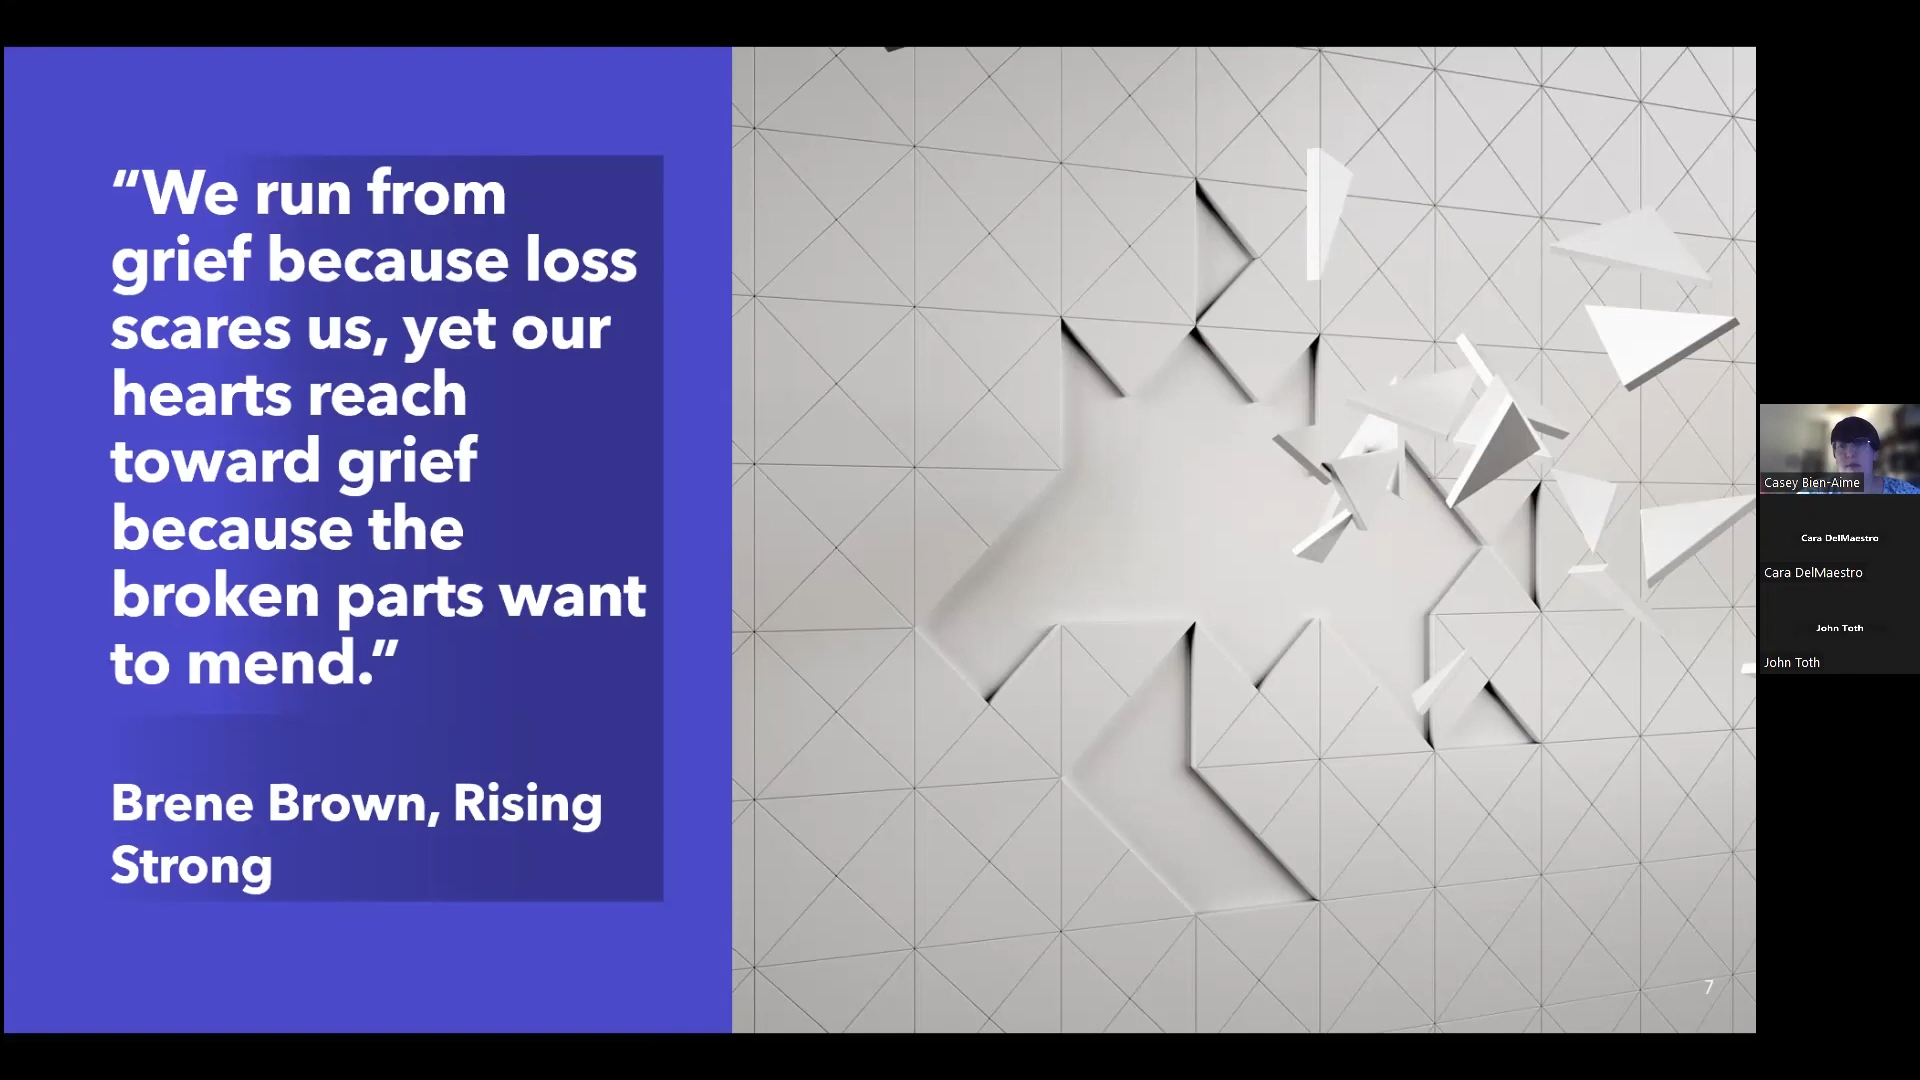 “We run from
grief because loss
scares us, yet our
hearts reach
toward grief
because the
broken parts want
to mend.”
Brene Brown, Rising
Strong
7
Casey Bien-Aime
Cara DelMaestro
Cara DelMaestro
John Toth
John Toth